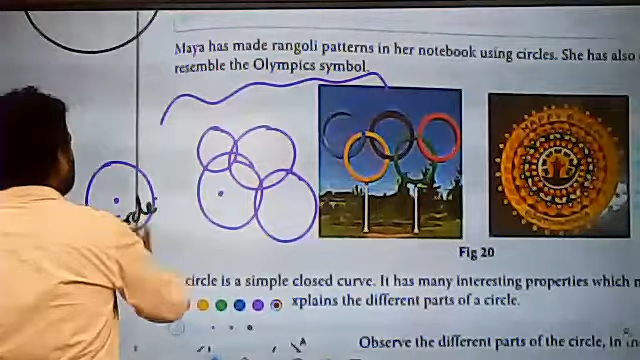 Maya has made rangoli patterns in her notebook using circles. She has also
resemble the Olympics symbol.
Fig 20
circle is a simple closed curve. It has many interesting properties which
xplains the different parts of a circle.
A
Observe the different parts of the circle, in